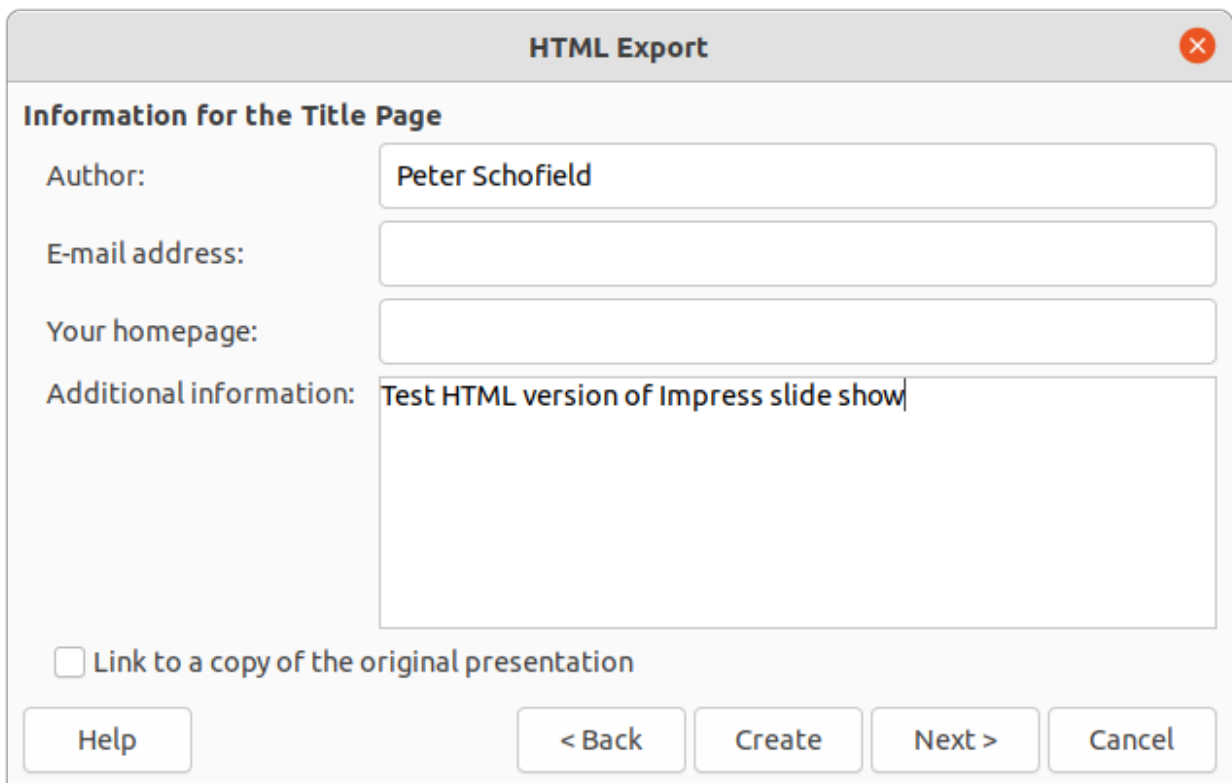 HTML Export
Information for the Title Page
Author: Peter Schofield
E-mail address:
Your homepage:
Additional information: Test HTML version of Impress slide show
Link to a copy of the original presentation
Help < Back Create Next > Cancel